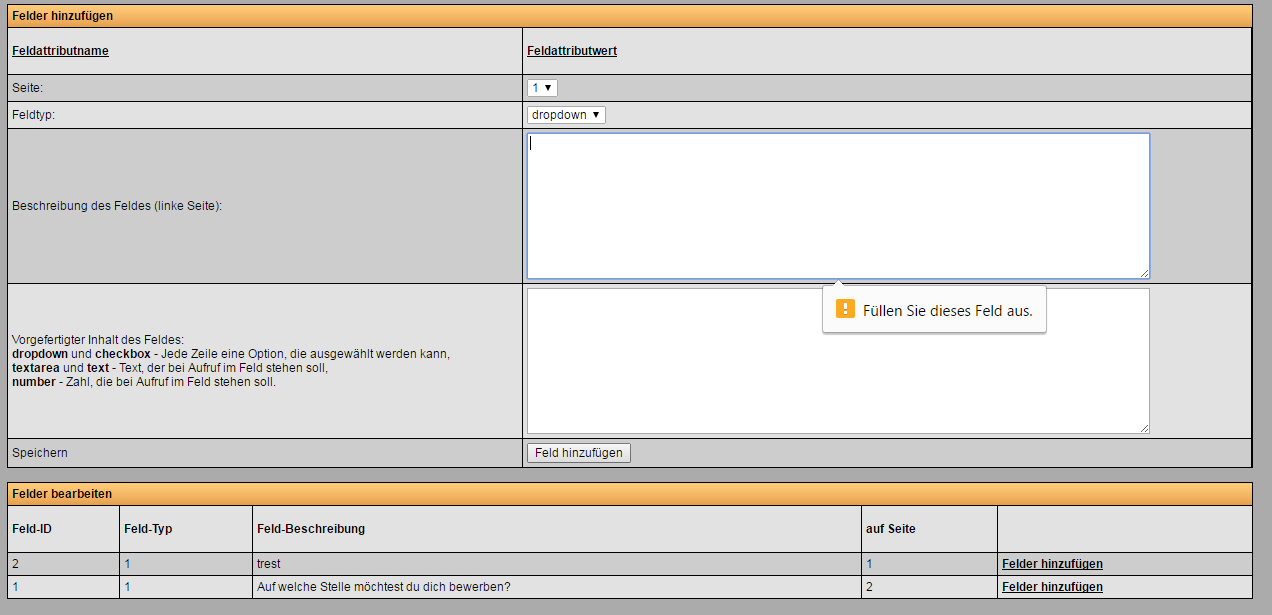 Felder hinzufügen
Feldattributname Feldattributwert
Seite: 1
Feldtyp: dropdown
Beschreibung des Feldes (linke Seite):
Füllen Sie dieses Feld aus.
Vorgefertigter Inhalt des Feldes:
dropdown und checkbox - Jede Zeile eine Option, die ausgewählt werden kann,
textarea und text - Text, der bei Aufruf im Feld stehen soll,
number - Zahl, die bei Aufruf im Feld stehen soll.
Speichern Feld hinzufügen
Felder bearbeiten
Feld-ID Feld-Typ Feld-Beschreibung auf Seite
2 1 trest 1 Felder hinzufügen
1 1 Auf welche Stelle möchtest du dich bewerben? 2 Felder hinzufügen